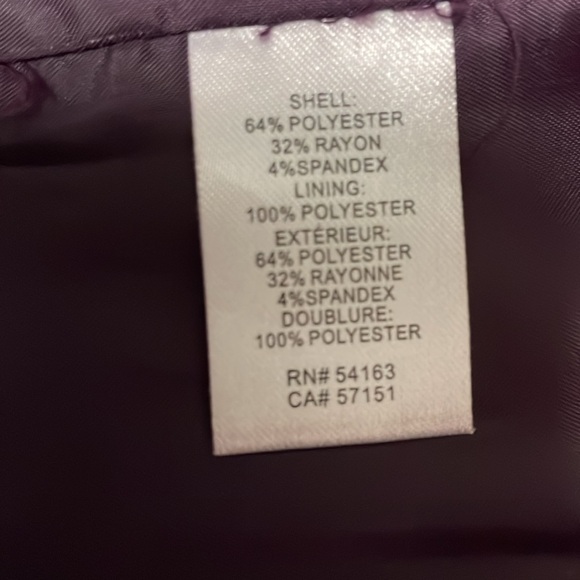 SHELL:
64% POLYESTER
32% RAYON
4%SPANDEX
LINING:
100% POLYESTER
EXTÉRIEUR:
64% POLYESTER
32% RAYONNE
4%SPANDEX
DOUBLURE:
100% POLYESTER
RN# 54163
CA# 57151